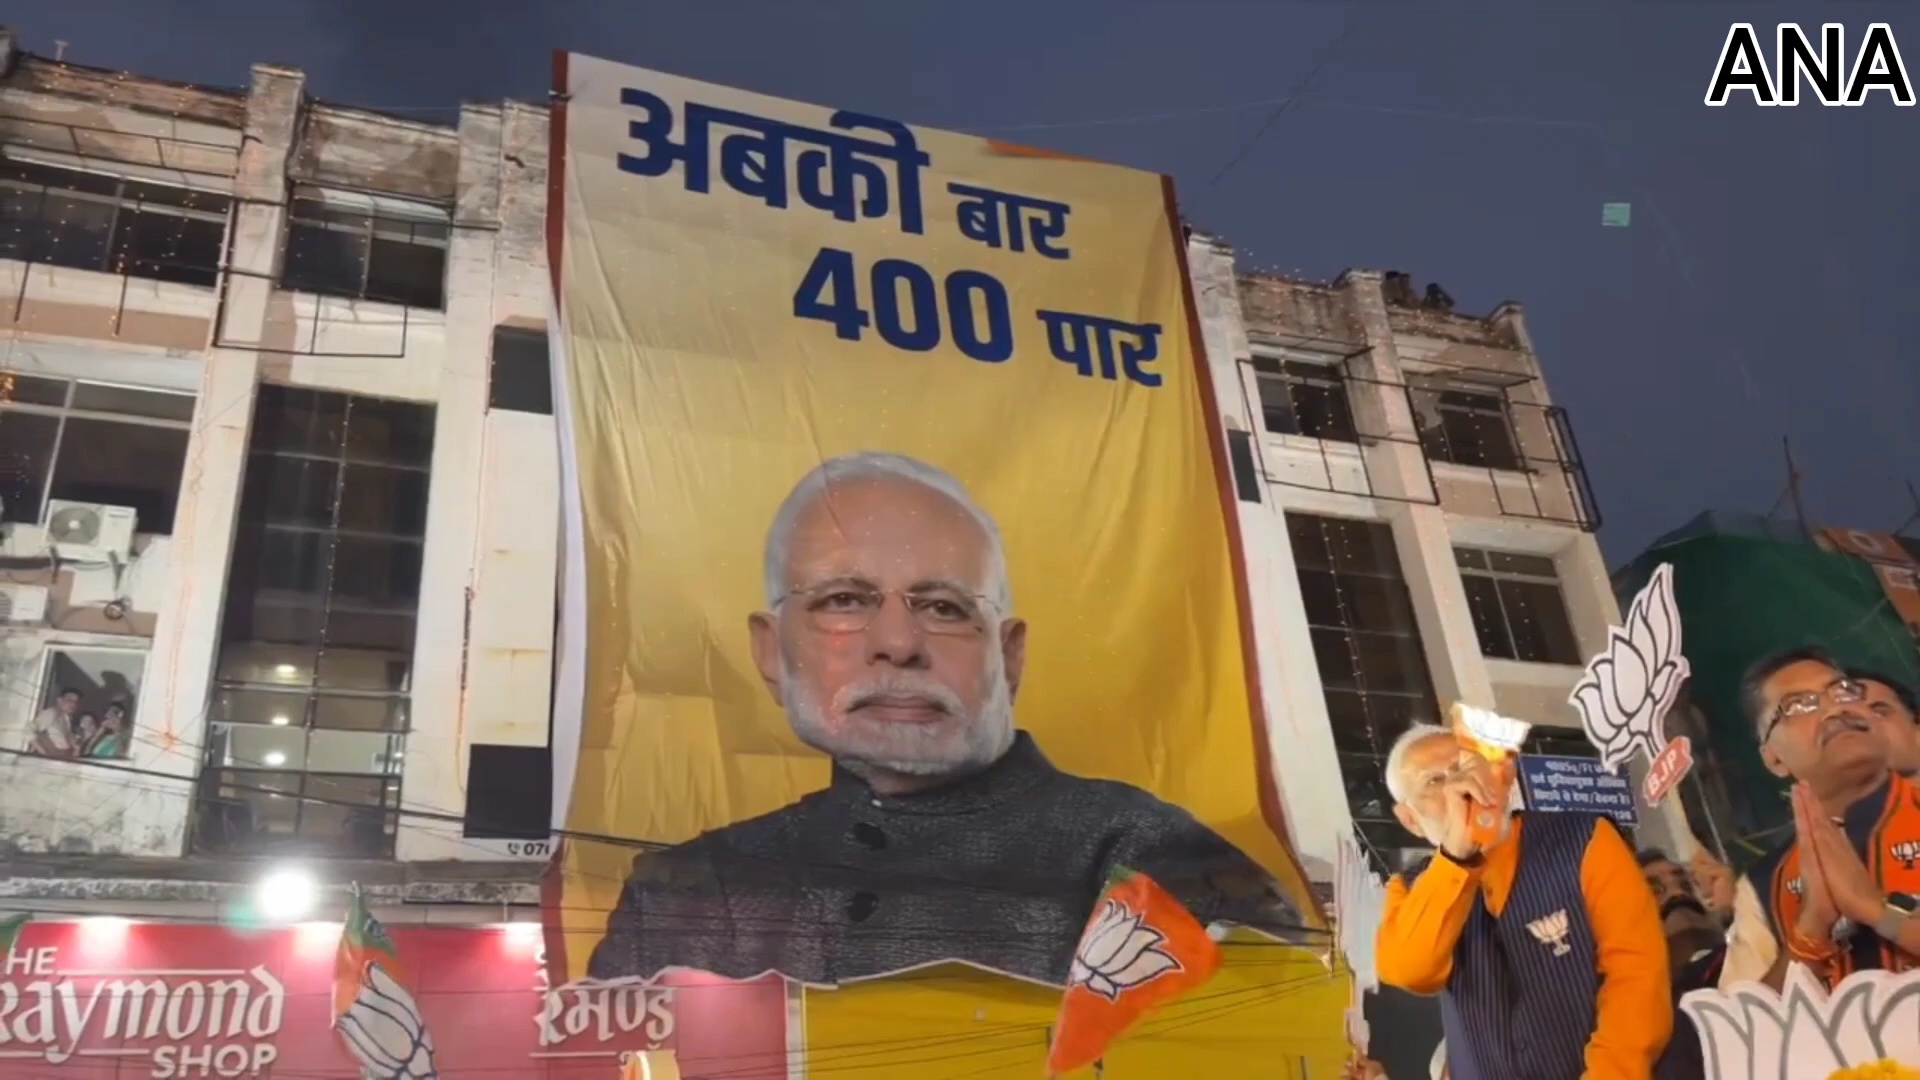 ANA
अबकी बार
400 पार
BJP
THE
Raymond
SHOP
रेमण्ड